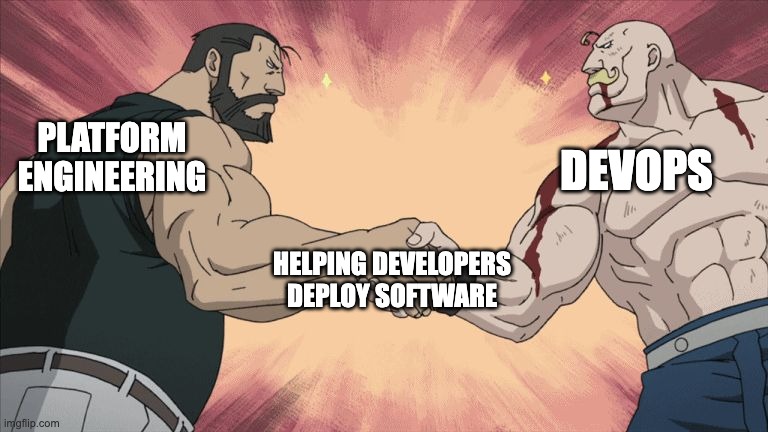 PLATFORM
ENGINEERING
DEVOPS
HELPING DEVELOPERS
DEPLOY SOFTWARE
imgflip.com